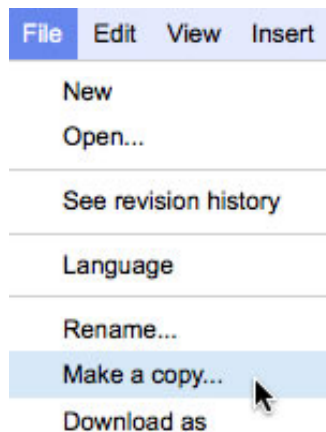 File Edit View Insert
New
Open...
See revision history
Language
Rename...
Make a copy...
Download as